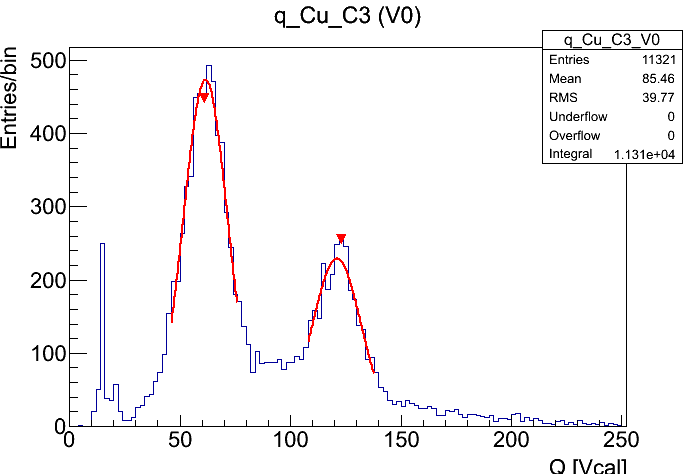 q_Cu_C3 (V0)
q_Cu_C3_V0
Entries 11321
Mean 85.46
RMS 39.77
Underflow 0
Overflow 0
Integral 1.131e+04
Entries/bin
500
400
300
200
100
0
0 50 100 150 200 250
Q [Vcal]